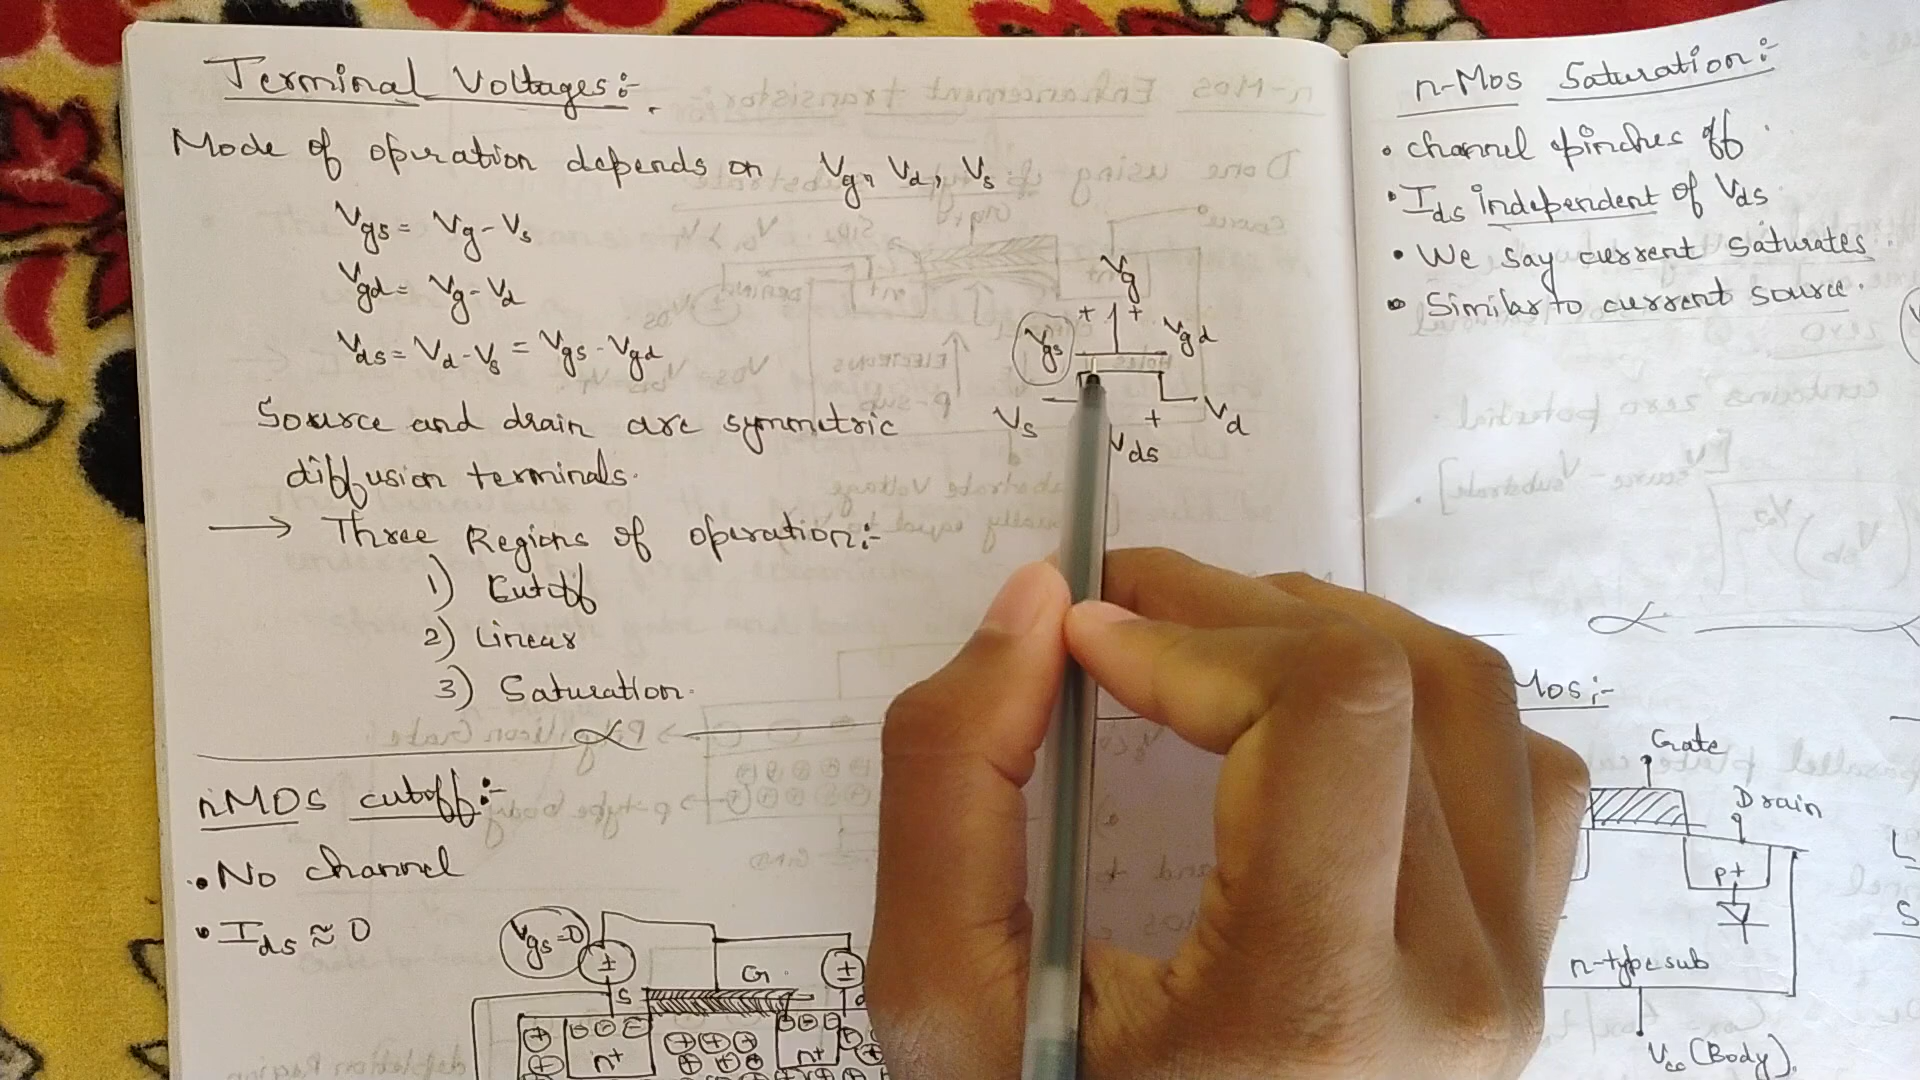 Terminal Voltages:-
Mode of operation depends on Vg, Vd, Vs.
Vgs = Vg - Vs
Vgd = Vg - Vd
Vds = Vd - Vs = Vgs - Vgd
Source and drain are symmetric
diffusion terminals.
→ Three Regions of operation:-
1) Cutoff
2) Linear
3) Saturation.
Vg
+ +
Vgs Vgd
Vs + Vd
Vds
nMOS cutoff:-
• No channel
• Ids ≈ 0
Vgs = 0
± ±
S G d
n+ n+
n-Mos Saturation:-
• channel pinches off.
• Ids independent of Vds.
• We say current saturates.
• Similar to current source.
Mos:-
Gate
Drain
p+
n-type sub
Vcc (Body).